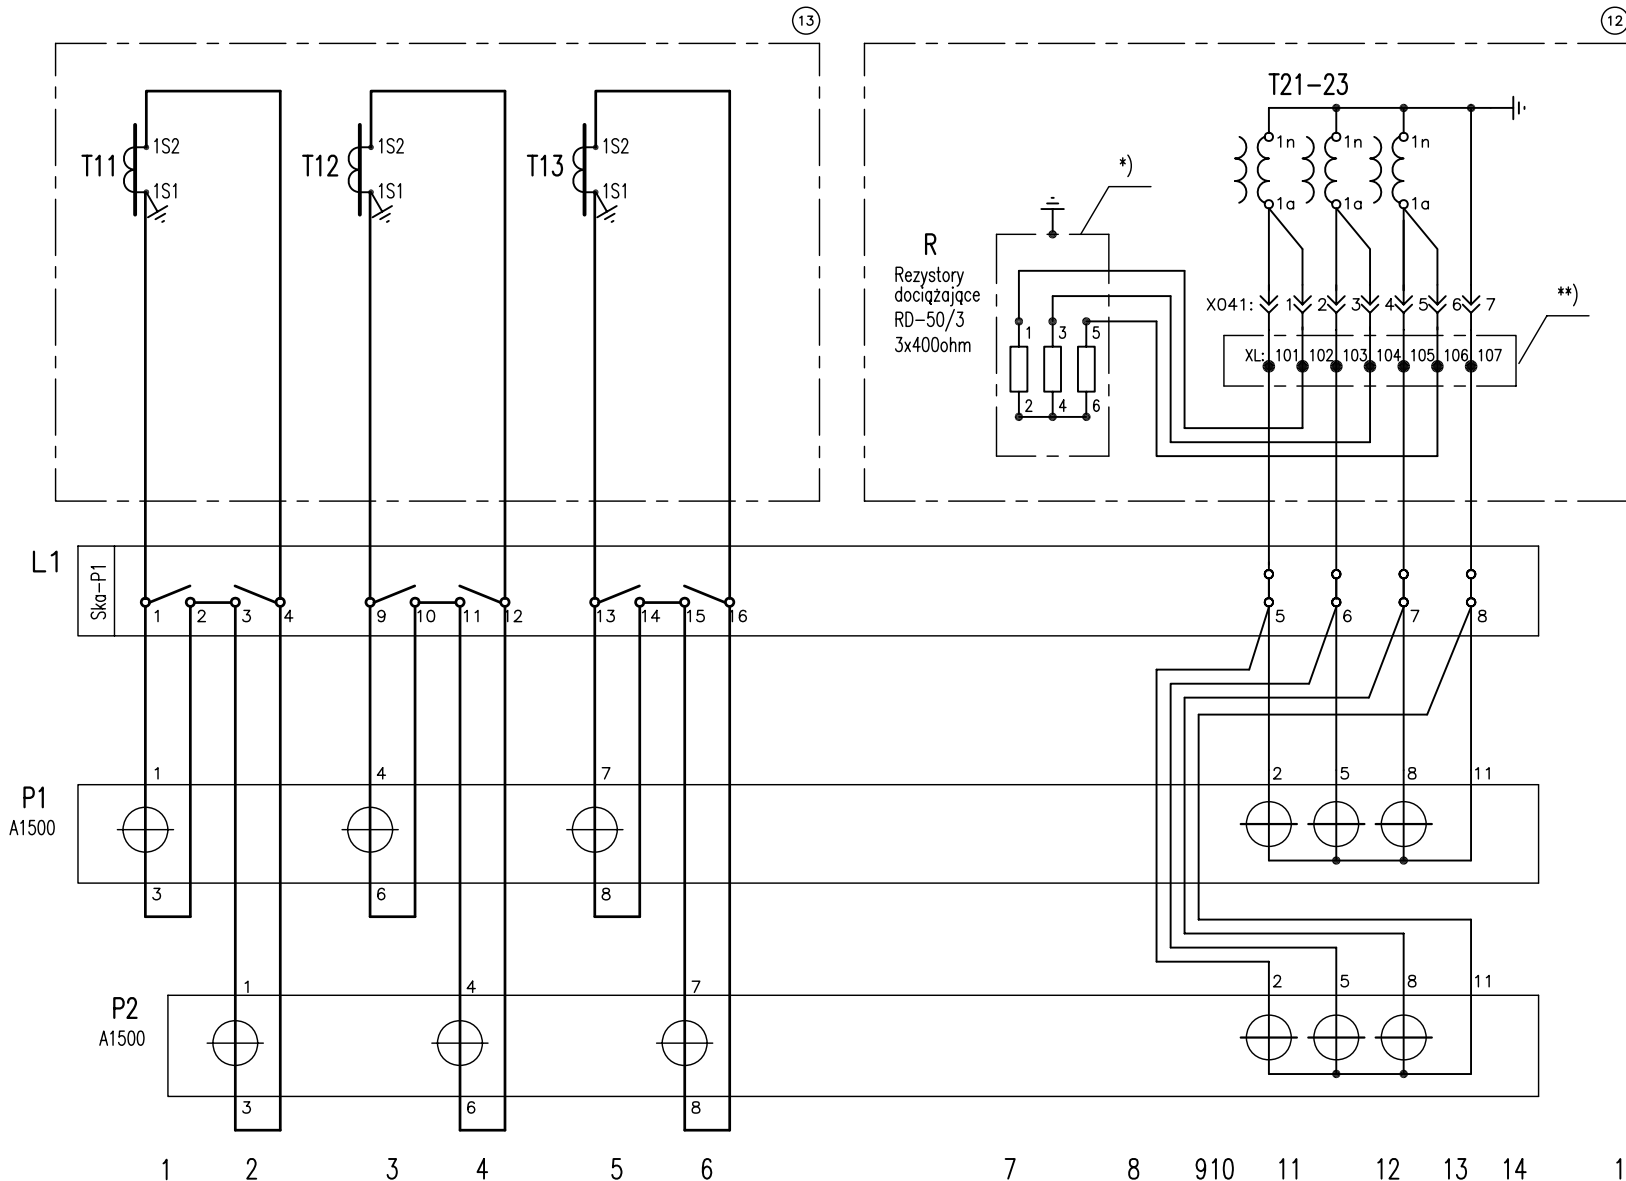 13 12
T21-23
T11 1S2 T12 1S2 T13 1S2 1n 1n 1n
*)
1S1 1S1 1S1 1a 1a 1a
R
Rezystory
dociążające
RD-50/3
3x400ohm
X041: 1 2 3 4 5 6 7
**)
1 3 5
XL: 101 102 103 104 105 106 107
2 4 6
L1 Ska-P1
1 2 3 4 9 10 11 12 13 14 15 16 5 6 7 8
1 4 7 2 5 8 11
P1
A1500
3 6 8
1 4 7 2 5 8 11
P2
A1500
3 6 8
1 2 3 4 5 6 7 8 9 10 11 12 13 14 1